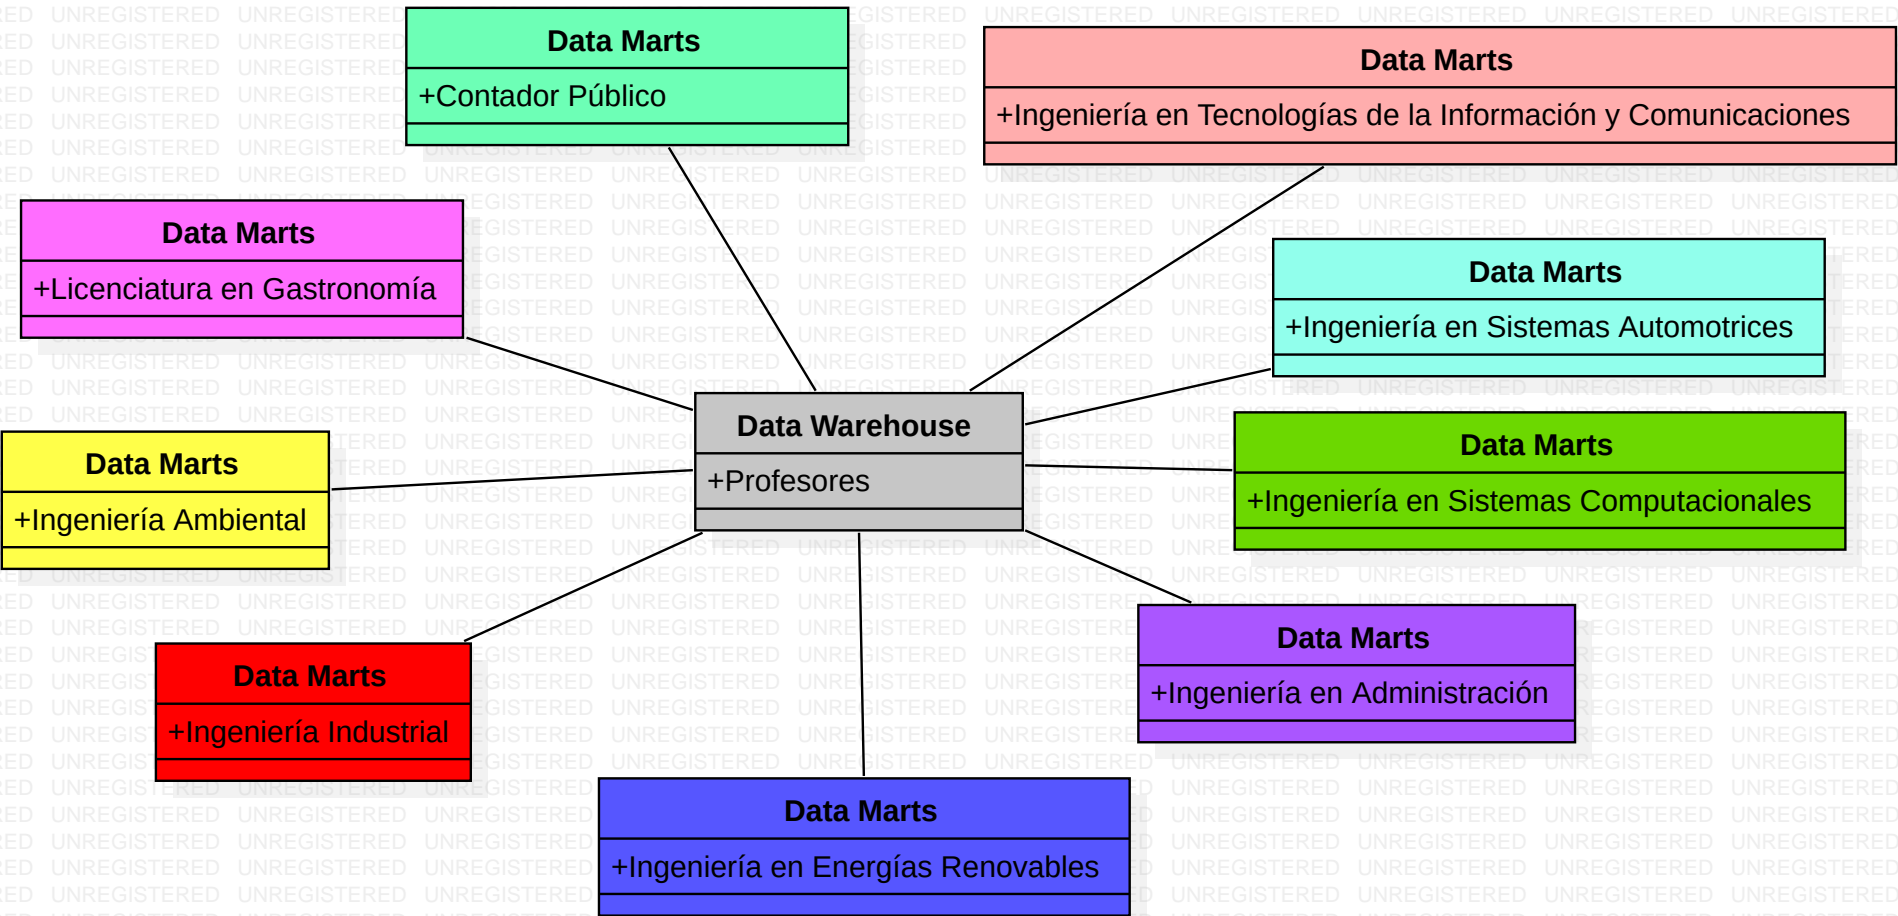 Data Marts
+Contador Público
Data Marts
+Ingeniería en Tecnologías de la Información y Comunicaciones
Data Marts
+Licenciatura en Gastronomía
Data Marts
+Ingeniería en Sistemas Automotrices
Data Warehouse
+Profesores
Data Marts
+Ingeniería en Sistemas Computacionales
Data Marts
+Ingeniería Ambiental
Data Marts
+Ingeniería en Administración
Data Marts
+Ingeniería Industrial
Data Marts
+Ingeniería en Energías Renovables
UNREGISTERED